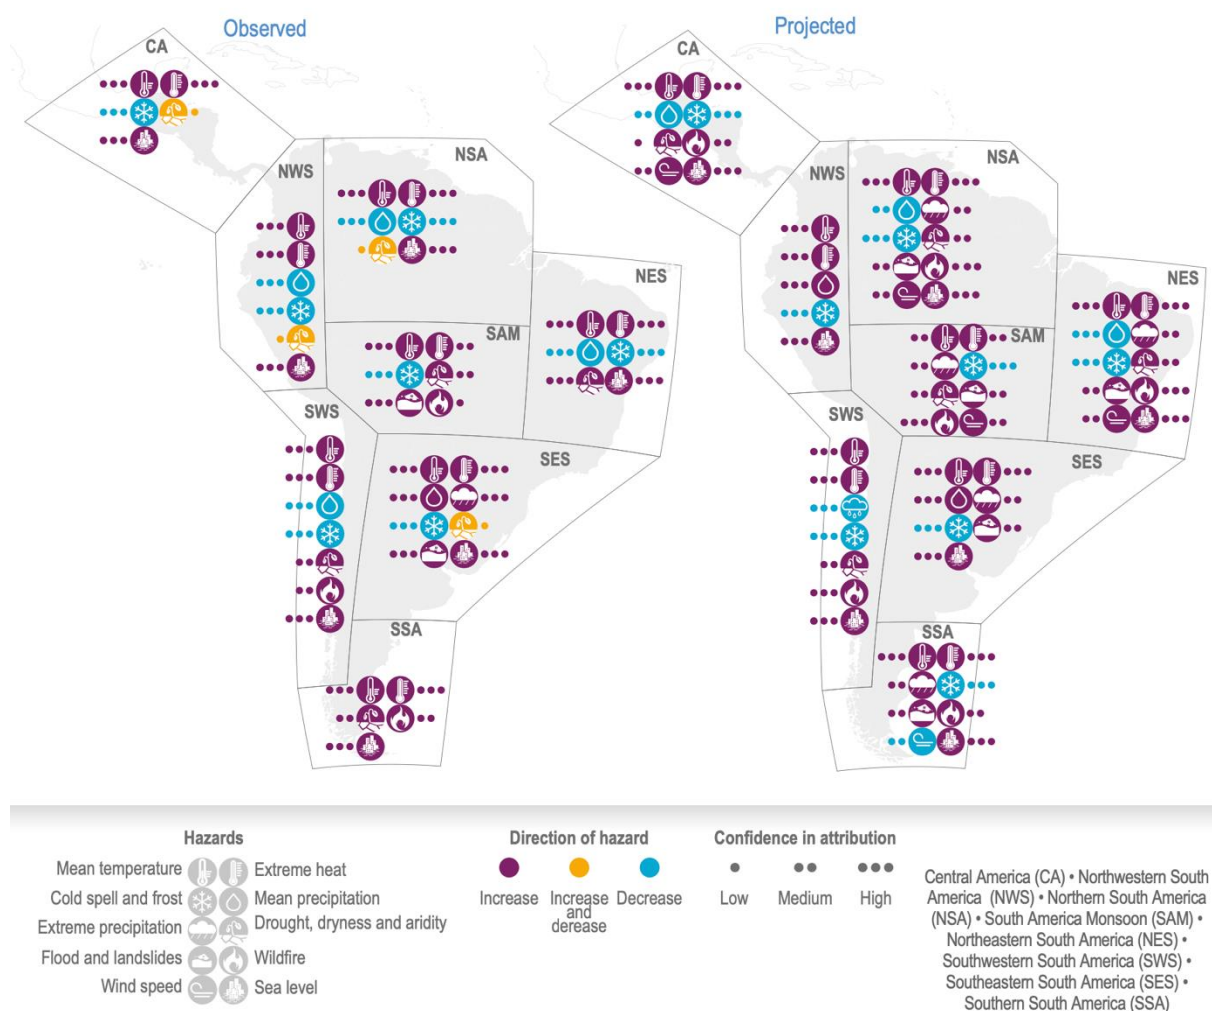 Observed
Projected
CA
NWS
NSA
NES
SAM
SWS
SES
SSA
CA
NWS
NSA
NES
SAM
SWS
SES
SSA
Hazards
Mean temperature
Extreme heat
Cold spell and frost
Mean precipitation
Extreme precipitation
Drought, dryness and aridity
Flood and landslides
Wildfire
Wind speed
Sea level
Direction of hazard
Increase
Increase
and
derease
Decrease
Confidence in attribution
Low
Medium
High
Central America (CA) • Northwestern South
America (NWS) • Northern South America
(NSA) • South America Monsoon (SAM) •
Northeastern South America (NES) •
Southwestern South America (SWS) •
Southeastern South America (SES) •
Southern South America (SSA)